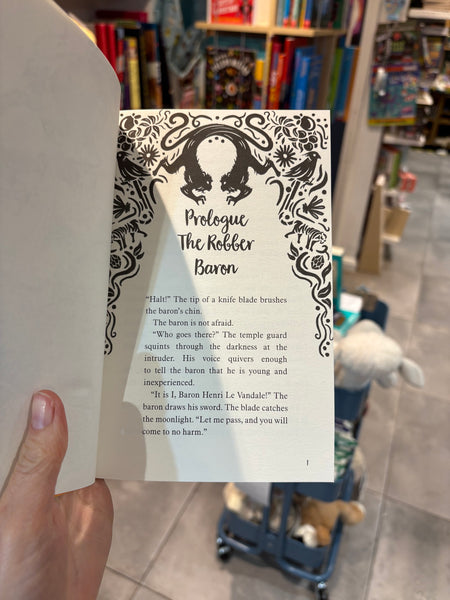 Prologue
The Robber
Baron
“Halt!” The tip of a knife blade brushes
the baron’s chin.
The baron is not afraid.
“Who goes there?” The temple guard
squints through the darkness at the
intruder. His voice quivers enough
to tell the baron that he is young and
inexperienced.
“It is I, Baron Henri Le Vandale!” The
baron draws his sword. The blade catches
the moonlight. “Let me pass, and you will
come to no harm.”
1